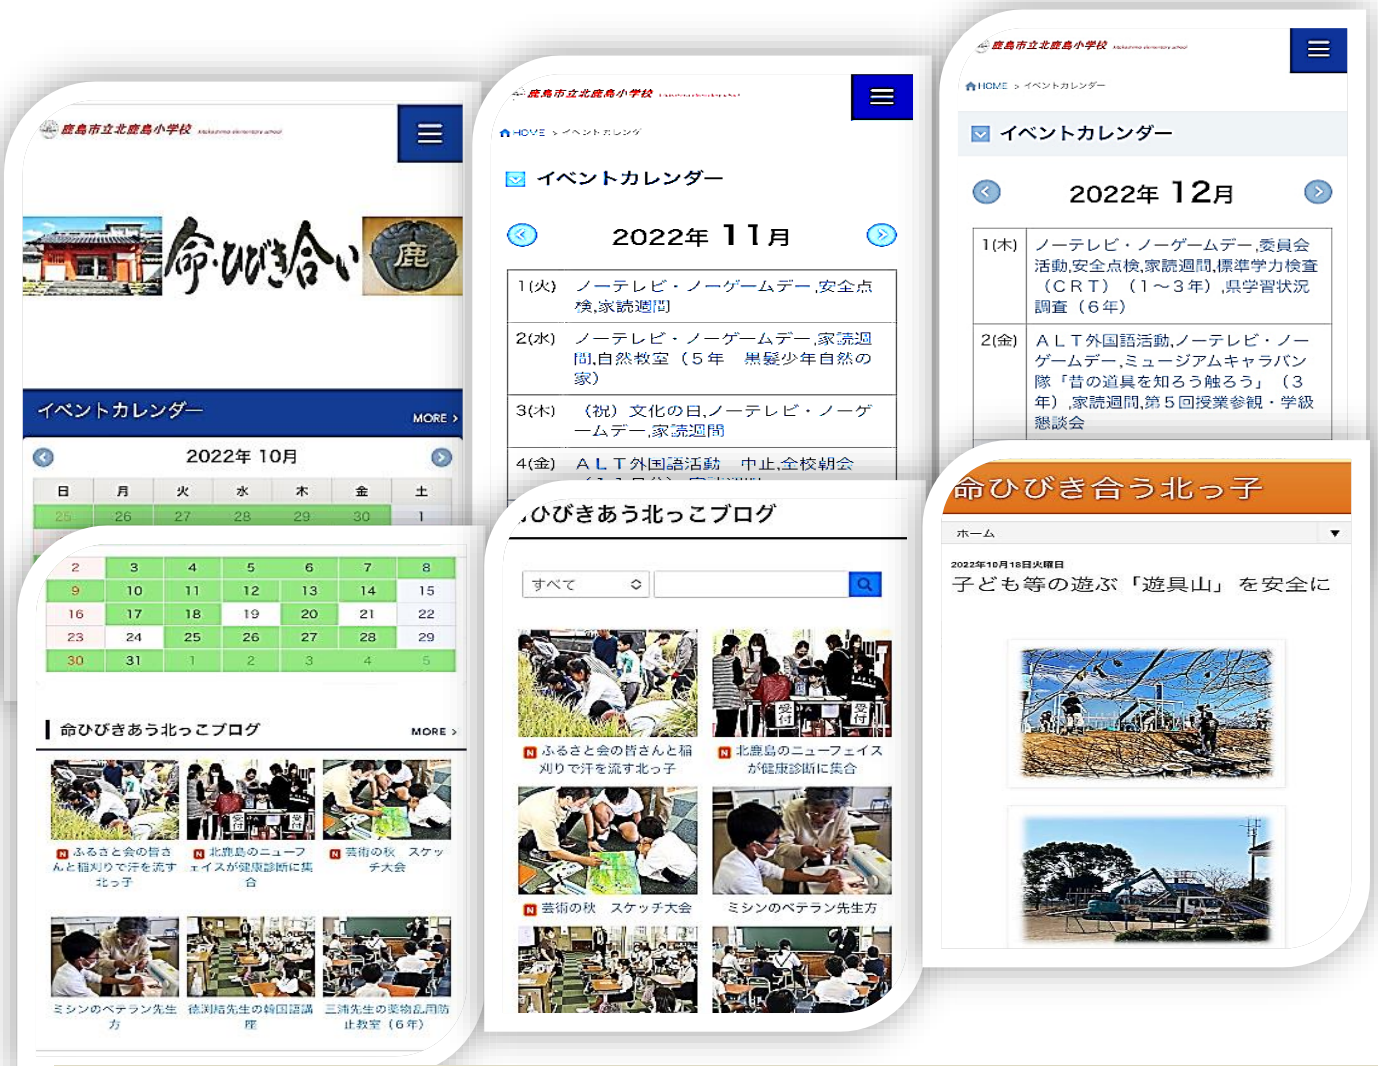 鹿島市立北鹿島小学校
命・ひびき合い
鹿
イベントカレンダー
MORE >
2022年 10月
日 月 火 水 木 金 土
25 26 27 28 29 30 1
2 3 4 5 6 7 8
9 10 11 12 13 14 15
16 17 18 19 20 21 22
23 24 25 26 27 28 29
30 31 1 2 3 4 5
命ひびきあう北っこブログ
MORE >
受付 受付
N ふるさと会の皆さ
んと稲刈りで汗を流す
北っ子
N 北鹿島のニューフ
ェイスが健康診断に集
合
N 芸術の秋　スケッ
チ大会
ミシンのベテラン先生
方
徳渕結先生の韓国語講
座
三浦先生の薬物乱用防
止教室（6年）
鹿島市立北鹿島小学校
HOME > イベントカレンダ
イベントカレンダー
2022年 11月
1(火) ノーテレビ・ノーゲームデー,安全点
検,家読週間
2(水) ノーテレビ・ノーゲームデー,家読週
間,自然教室（５年　黒髪少年自然の
家）
3(木) （祝）文化の日,ノーテレビ・ノーゲ
ームデー,家読週間
4(金) ＡＬＴ外国語活動　中止,全校朝会
ひびきあう北っこブログ
すべて
受付 受付
N ふるさと会の皆さんと稲
刈りで汗を流す北っ子
N 北鹿島のニューフェイス
が健康診断に集合
N 芸術の秋　スケッチ大会
ミシンのベテラン先生方
鹿島市立北鹿島小学校
HOME > イベントカレンダー
イベントカレンダー
2022年 12月
1(木) ノーテレビ・ノーゲームデー,委員会
活動,安全点検,家読週間,標準学力検査
（ＣＲＴ）（１～３年）,県学習状況
調査（６年）
2(金) ＡＬＴ外国語活動,ノーテレビ・ノー
ゲームデー,ミュージアムキャラバン
隊「昔の道具を知ろう触ろう」（３
年）,家読週間,第５回授業参観・学級
懇談会
命ひびき合う北っ子
ホーム
2022年10月18日火曜日
子ども等の遊ぶ「遊具山」を安全に